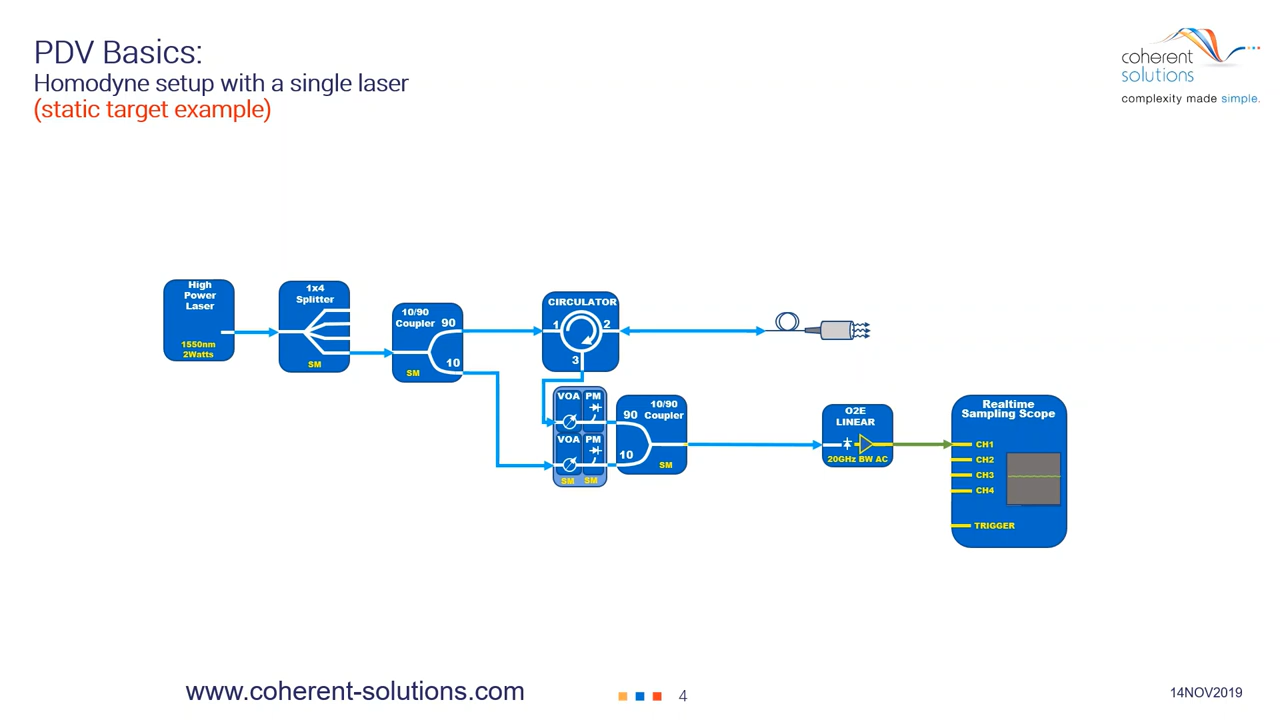 PDV Basics:
Homodyne setup with a single laser
(static target example)
coherent
solutions
complexity made simple.
High
Power
Laser
1550nm
2Watts
1x4
Splitter
SM
10/90
Coupler
90
10
SM
CIRCULATOR
1
2
3
VOA PM
VOA PM
SM SM
10/90
Coupler
90
10
SM
O2E
LINEAR
20GHz BW AC
Realtime
Sampling Scope
CH1
CH2
CH3
CH4
TRIGGER
www.coherent-solutions.com
4
14NOV2019